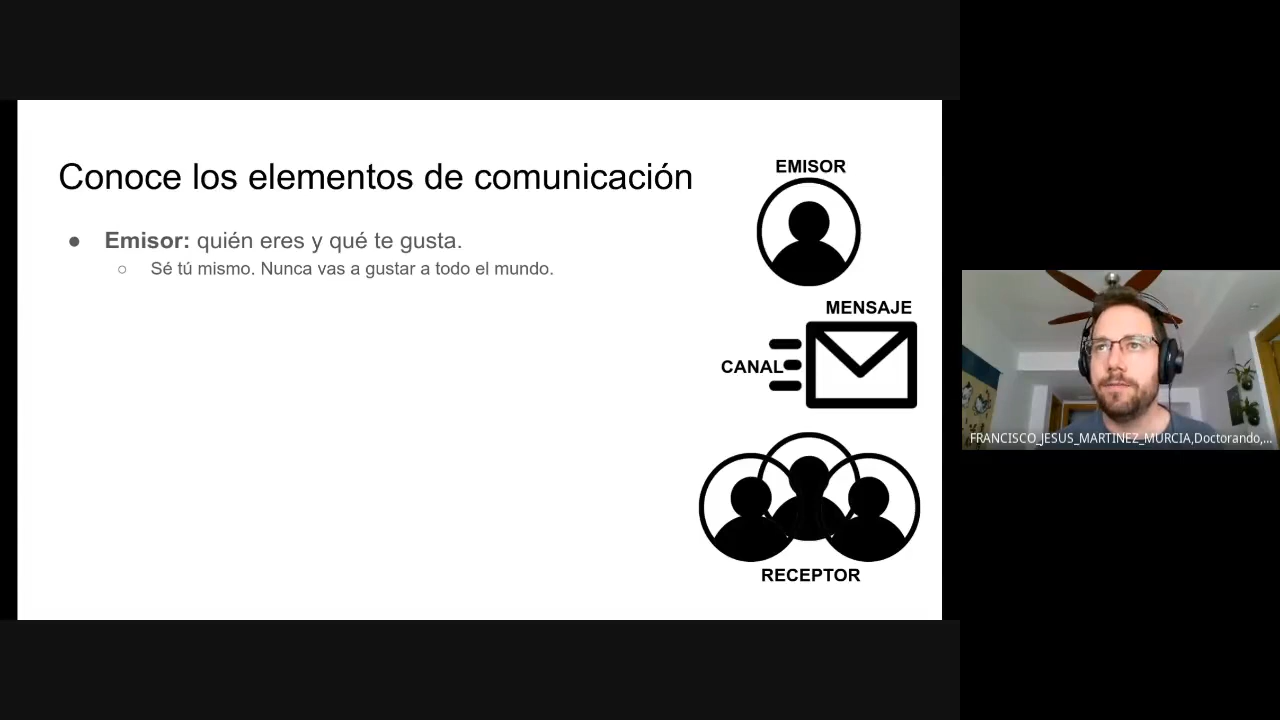 Conoce los elementos de comunicación
● Emisor: quién eres y qué te gusta.
○ Sé tú mismo. Nunca vas a gustar a todo el mundo.
EMISOR
MENSAJE
CANAL
RECEPTOR
FRANCISCO_JESUS_MARTINEZ_MURCIA,Doctorando,...